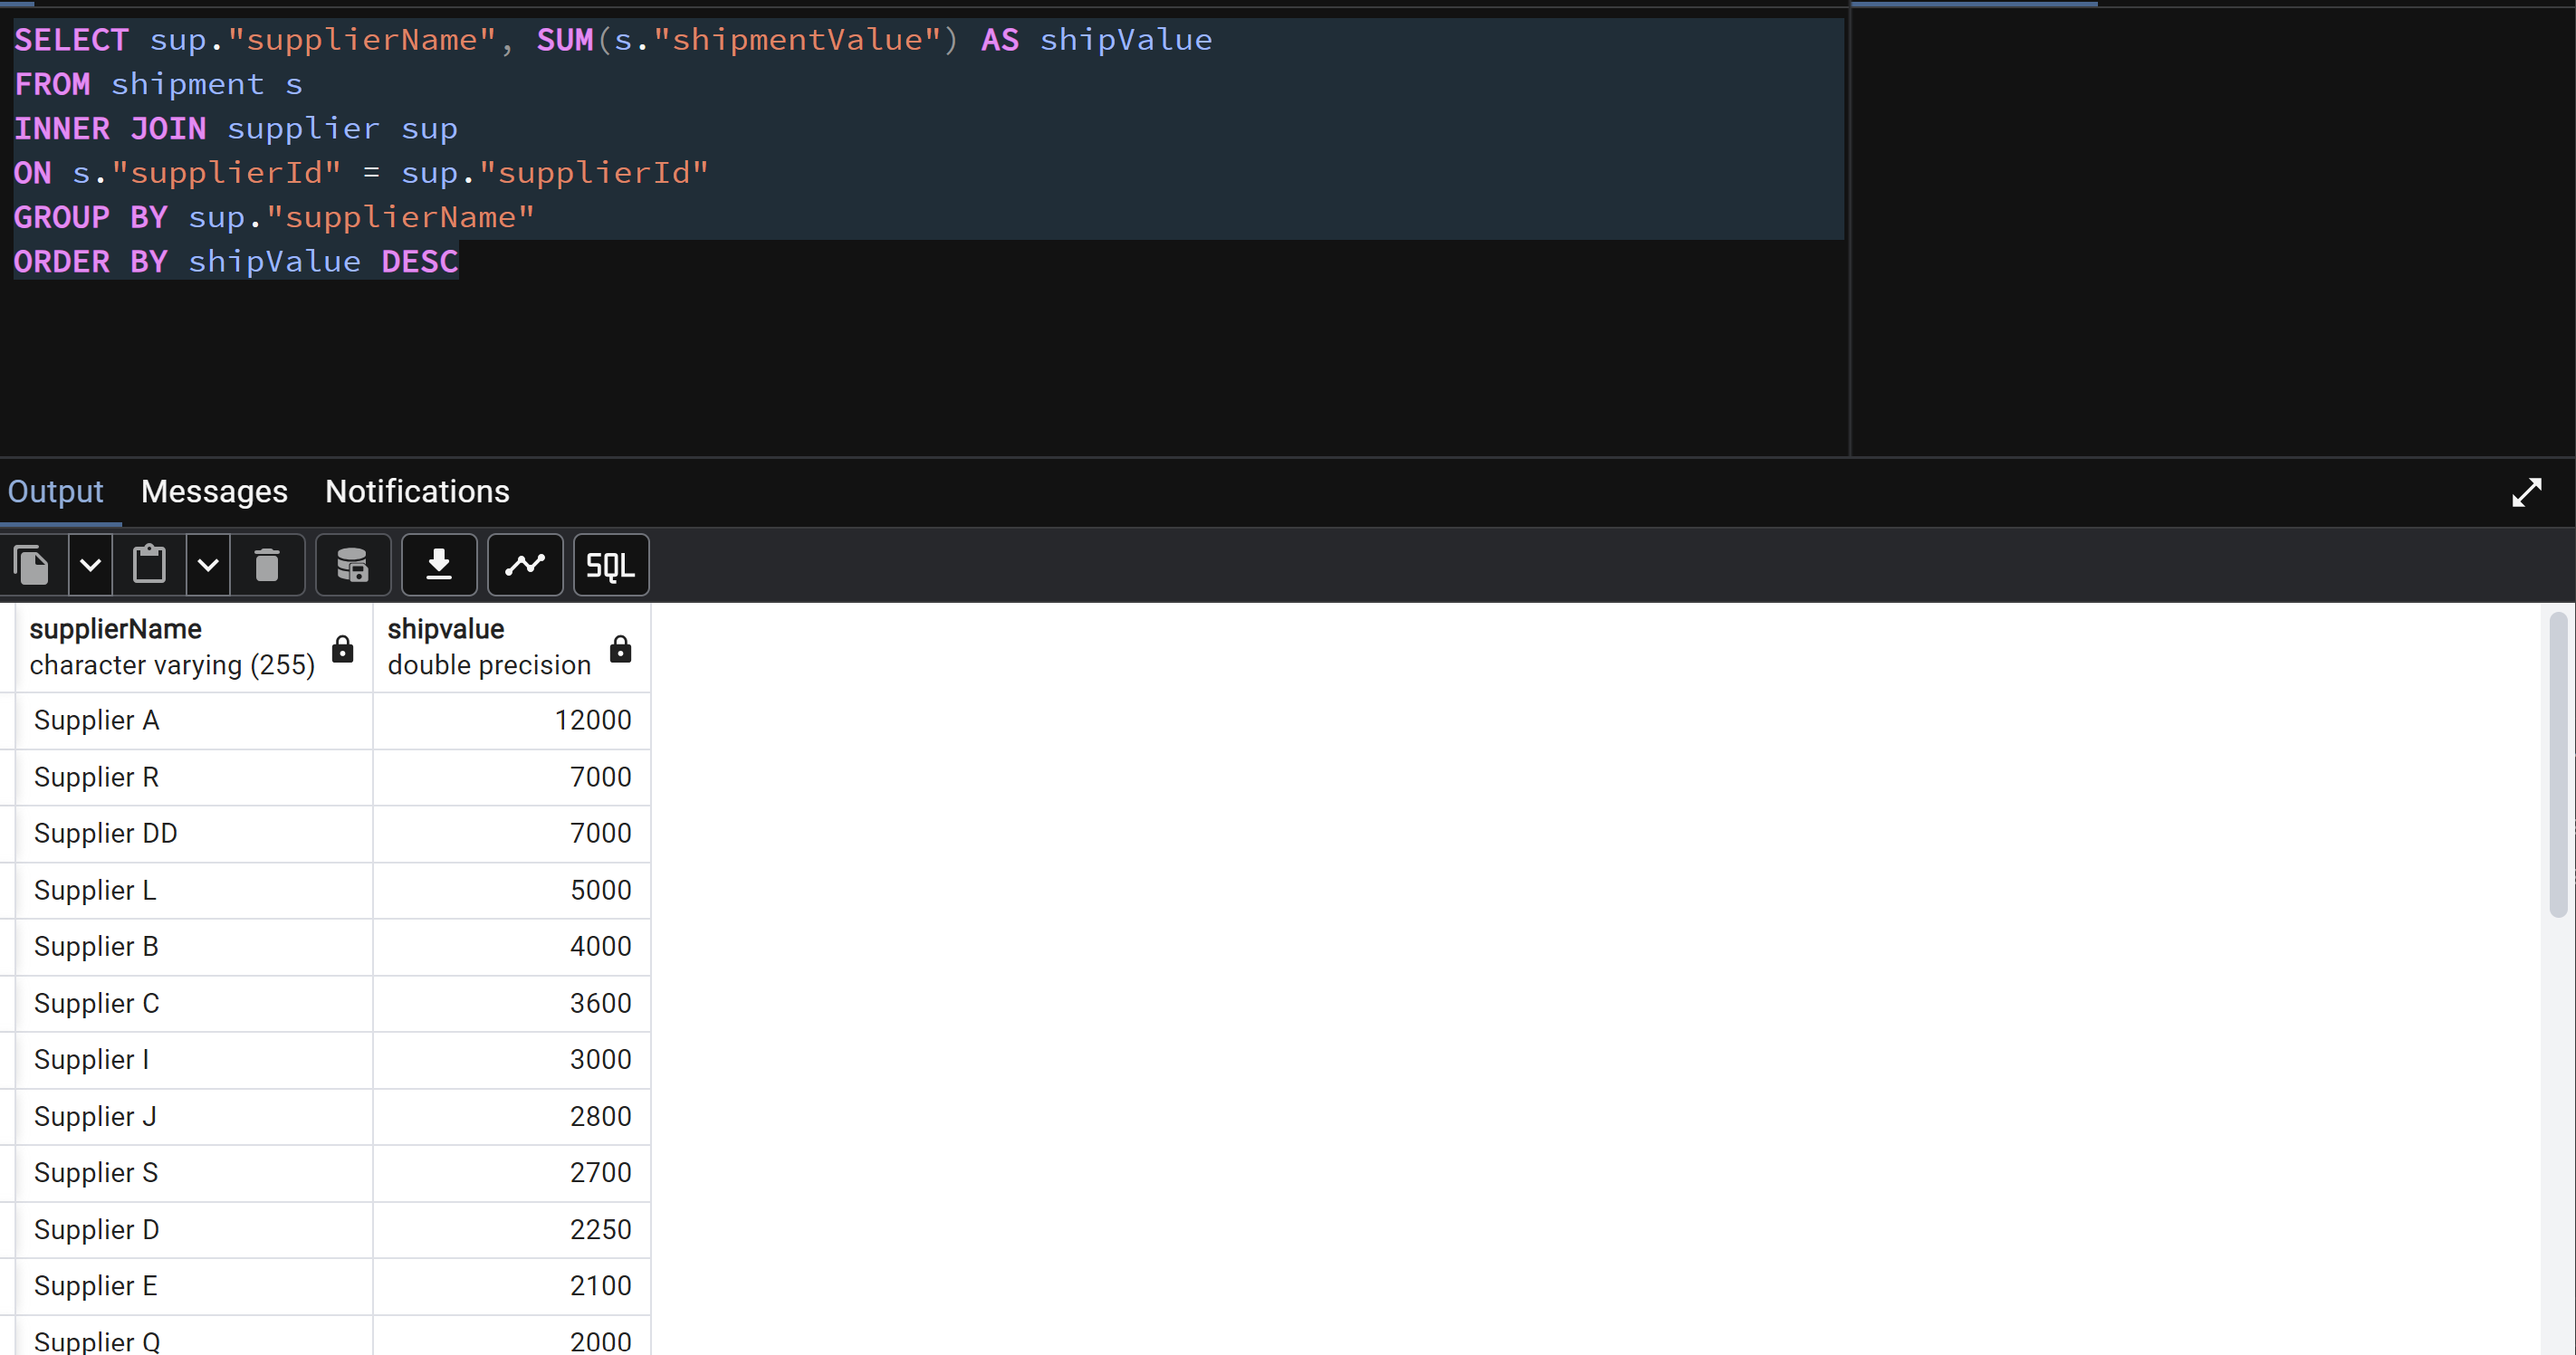 SELECT sup."supplierName", SUM(s."shipmentValue") AS shipValue
FROM shipment s
INNER JOIN supplier sup
ON s."supplierId" = sup."supplierId"
GROUP BY sup."supplierName"
ORDER BY shipValue DESC
Output Messages Notifications
SQL
supplierName shipvalue
character varying (255) double precision
Supplier A 12000
Supplier R 7000
Supplier DD 7000
Supplier L 5000
Supplier B 4000
Supplier C 3600
Supplier I 3000
Supplier J 2800
Supplier S 2700
Supplier D 2250
Supplier E 2100
Supplier Q 2000